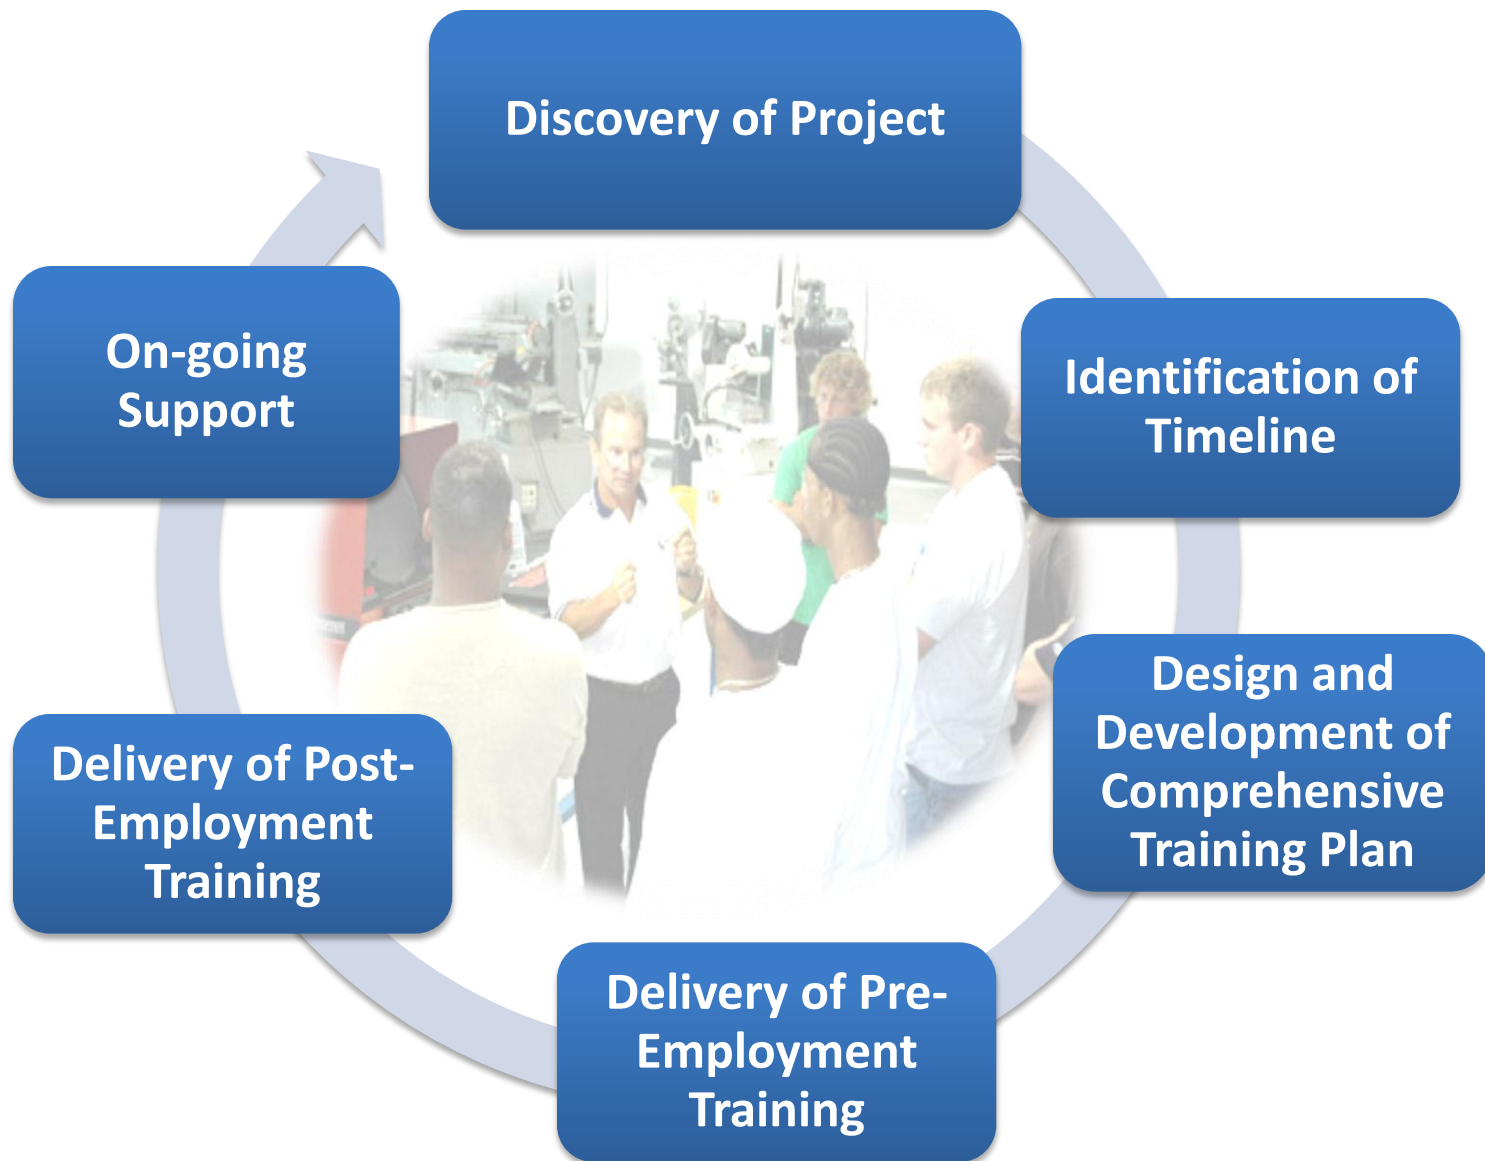 Discovery of Project
Identification of
Timeline
Design and
Development of
Comprehensive
Training Plan
Delivery of Pre-
Employment
Training
Delivery of Post-
Employment
Training
On-going
Support